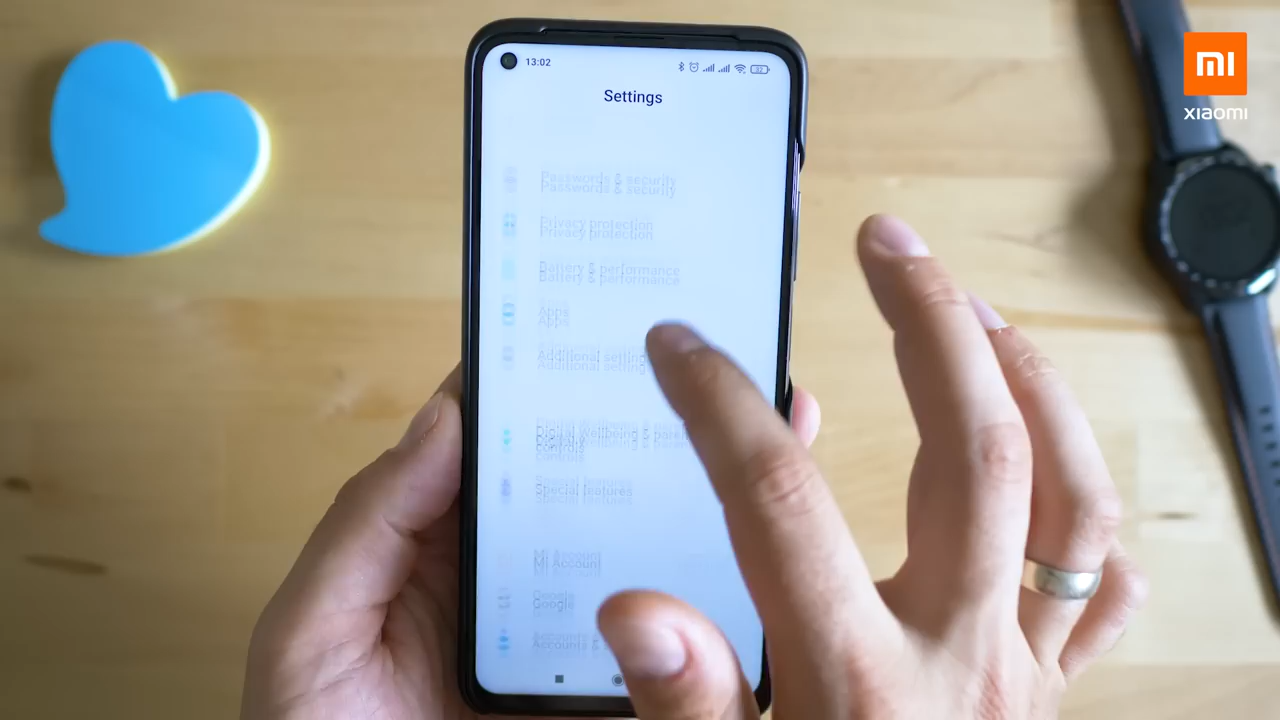 13:02
Settings
Passwords & security
Privacy protection
Battery & performance
Apps
Additional settings
Digital Wellbeing &
controls
Special features
Mi Account
Google
Accounts &
mi
xiaomi